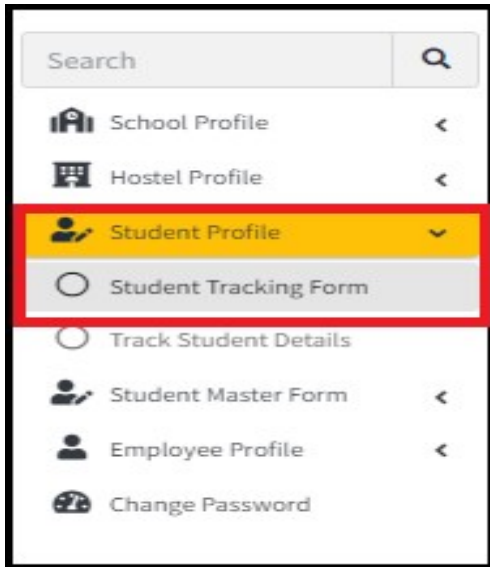 Search
School Profile
Hostel Profile
Student Profile
Student Tracking Form
Track Student Details
Student Master Form
Employee Profile
Change Password